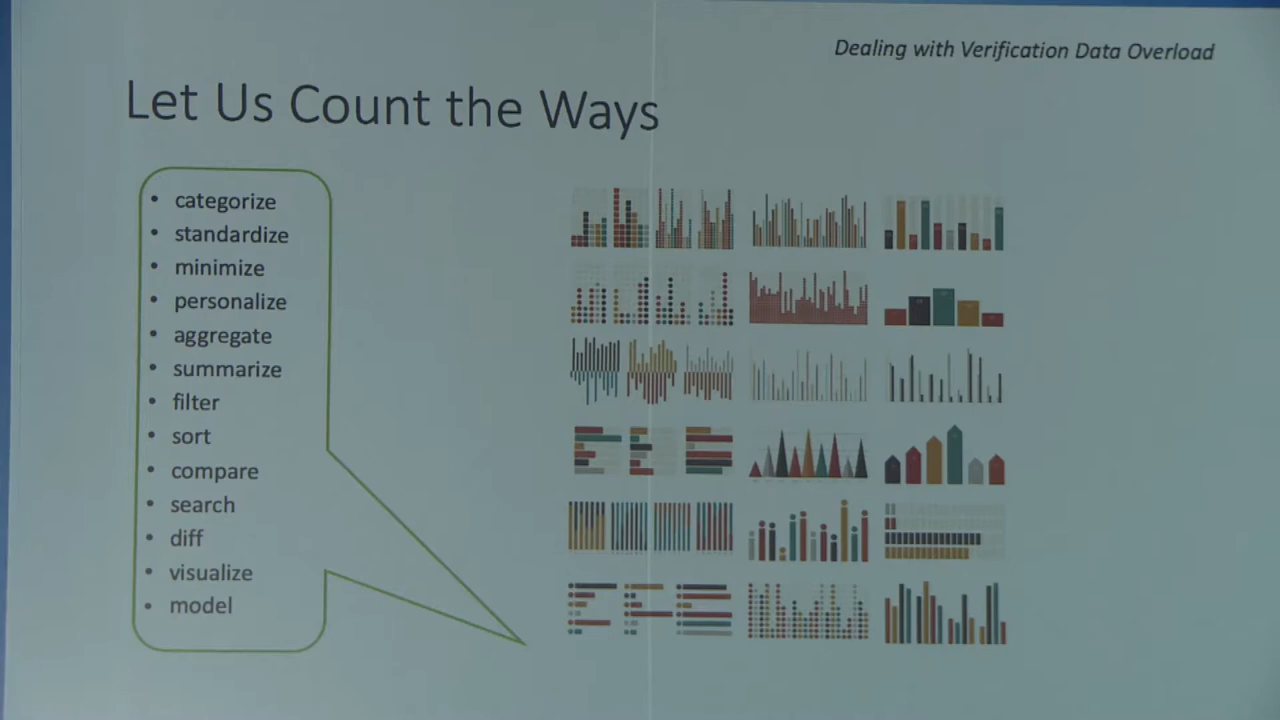 Dealing with Verification Data Overload
Let Us Count the Ways
• categorize
• standardize
• minimize
• personalize
• aggregate
• summarize
• filter
• sort
• compare
• search
• diff
• visualize
• model